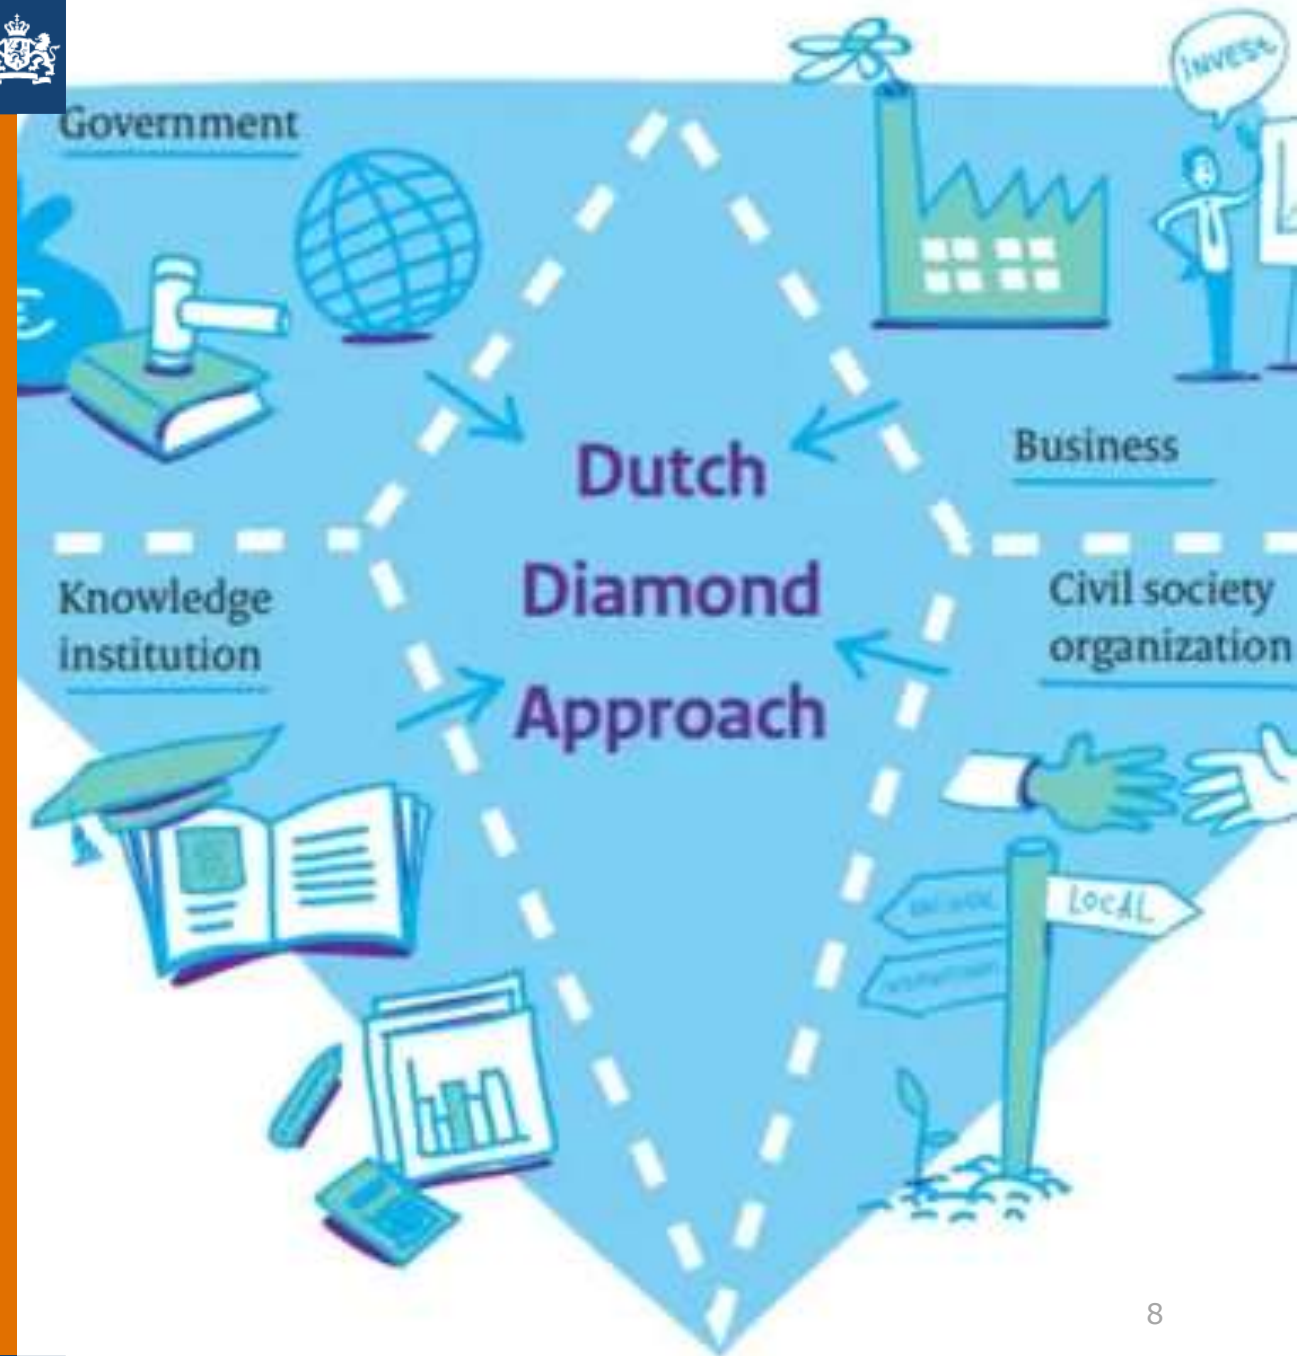 INVEST
Government
Dutch
Diamond
Approach
Business
Knowledge
institution
Civil society
organization
LOCAL
€
8